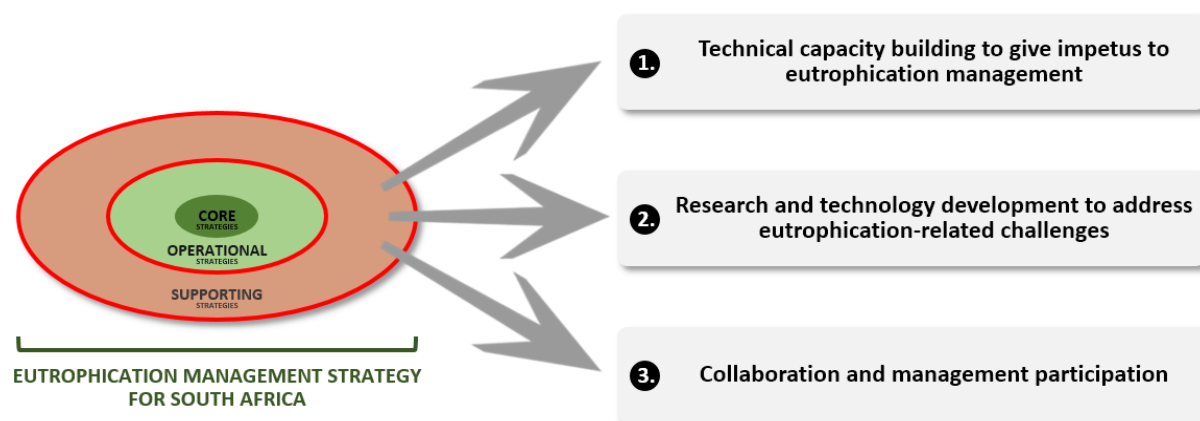 CORE
STRATEGIES
OPERATIONAL
STRATEGIES
SUPPORTING
STRATEGIES
EUTROPHICATION MANAGEMENT STRATEGY
FOR SOUTH AFRICA
1.
Technical capacity building to give impetus to
eutrophication management
2.
Research and technology development to address
eutrophication-related challenges
3.
Collaboration and management participation